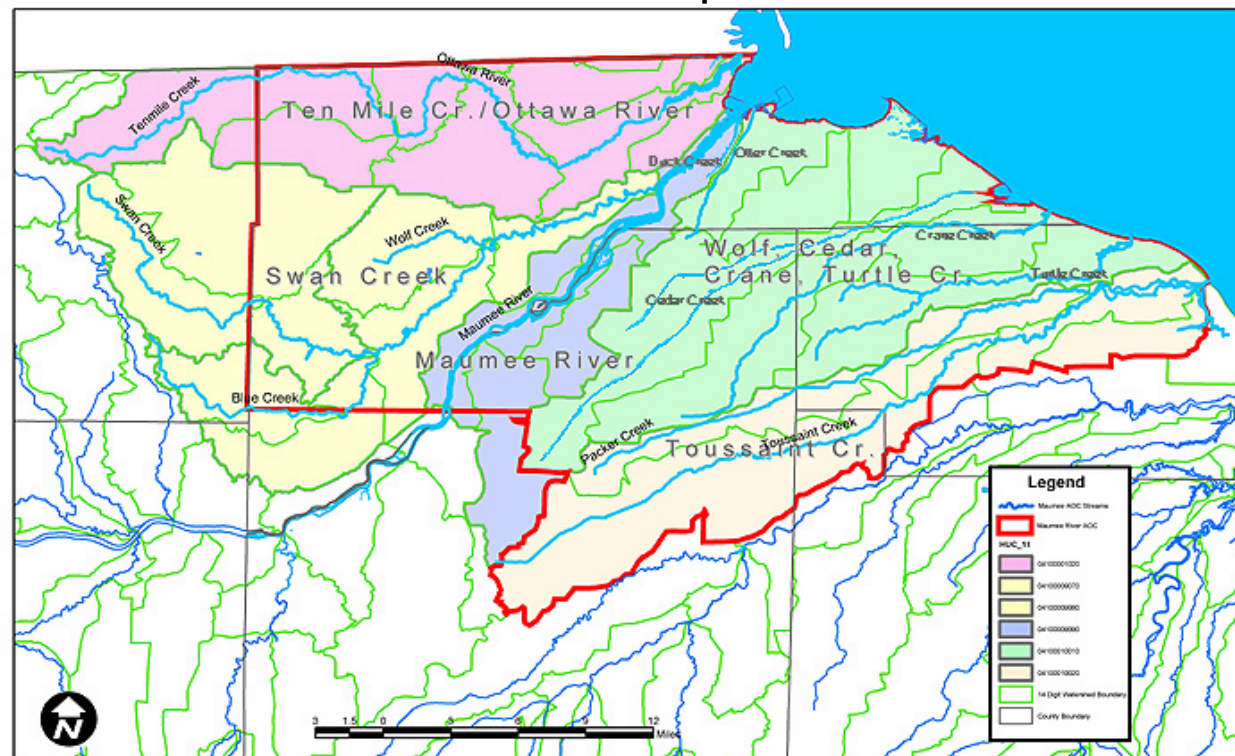 Ottawa River
Tenmile Creek
Ten Mile Cr./Ottawa River
Duck Creek
Otter Creek
Swan Creek
Wolf Creek
Swan Creek
Wolf, Cedar,
Crane, Turtle Cr.
Crane Creek
Turtle Creek
Cedar Creek
Maumee River
Maumee River
Blue Creek
Packer Creek
Toussaint Creek
Toussaint Cr.
Legend
Maumee AOC Streams
Maumee River AOC
HUC_11
04100001020
04100009070
04100009080
04100009090
04100010010
04100010020
14 Digit Watershed Boundary
County Boundary
N
3 1.5 0 3 6 9 12
Miles